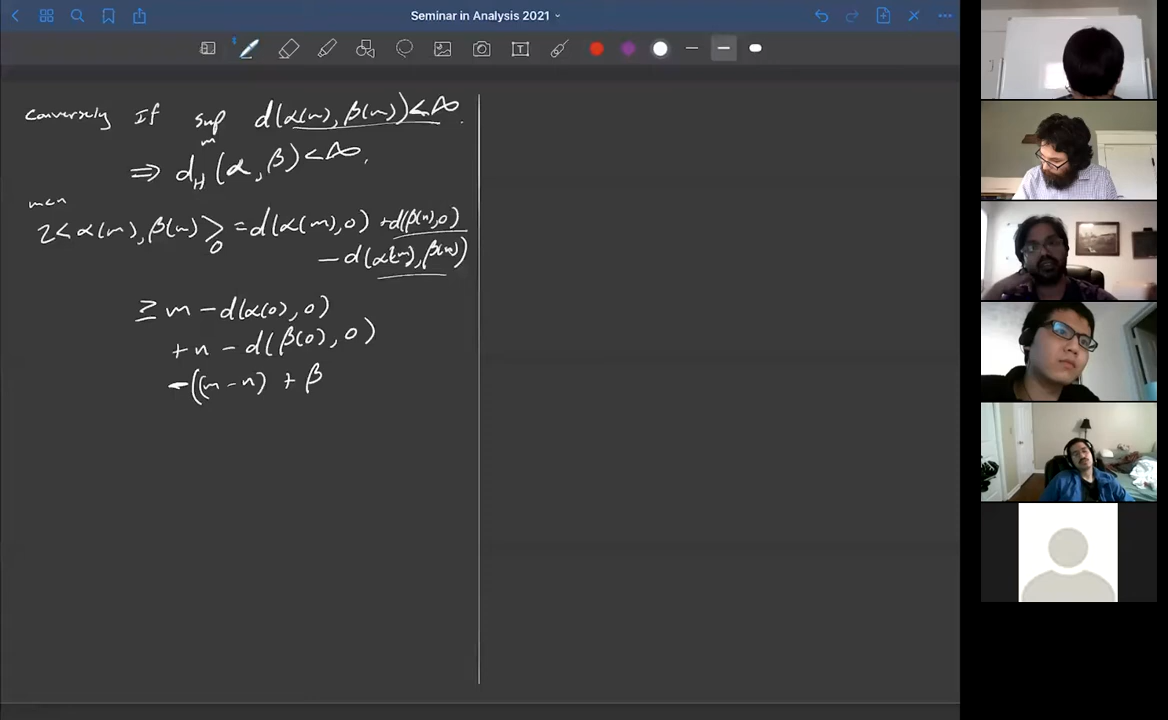 Seminar in Analysis 2021
conversely If sup d(α(m), β(m)) < ∞.
m
⇒ d_H(α, β) < ∞.
m<n
2<α(m), β(n)>_0 = d(α(m), 0) + d(β(n), 0)
- d(α(m), β(n))
≥ m - d(α(0), 0)
+ n - d(β(0), 0)
- ((m - n) + β